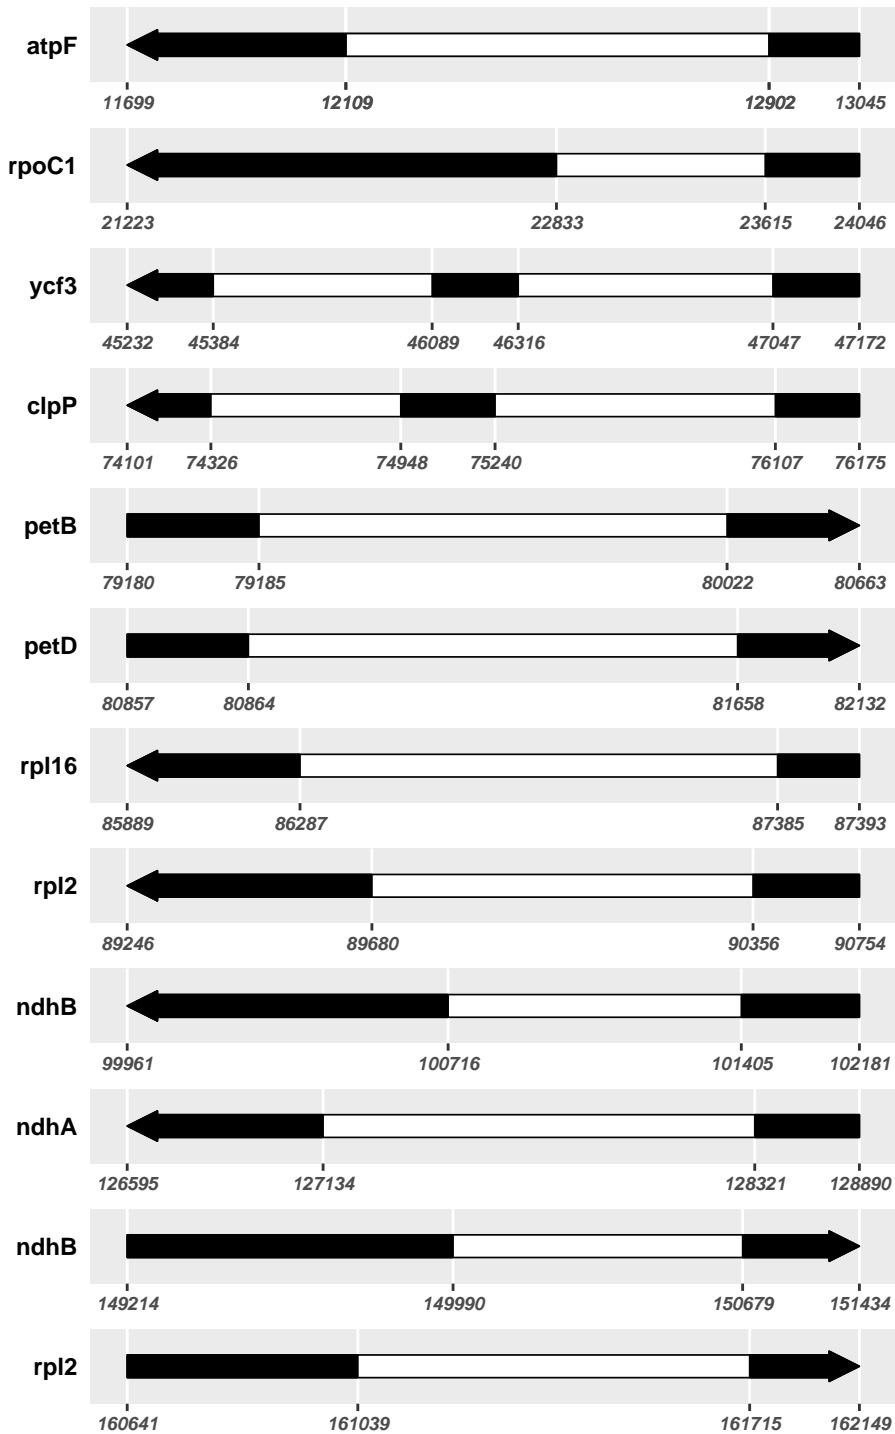 atpF
11699 12109 12902 13045
rpoC1
21223 22833 23615 24046
ycf3
45232 45384 46089 46316 47047 47172
clpP
74101 74326 74948 75240 76107 76175
petB
79180 79185 80022 80663
petD
80857 80864 81658 82132
rpl16
85889 86287 87385 87393
rpl2
89246 89680 90356 90754
ndhB
99961 100716 101405 102181
ndhA
126595 127134 128321 128890
ndhB
149214 149990 150679 151434
rpl2
160641 161039 161715 162149